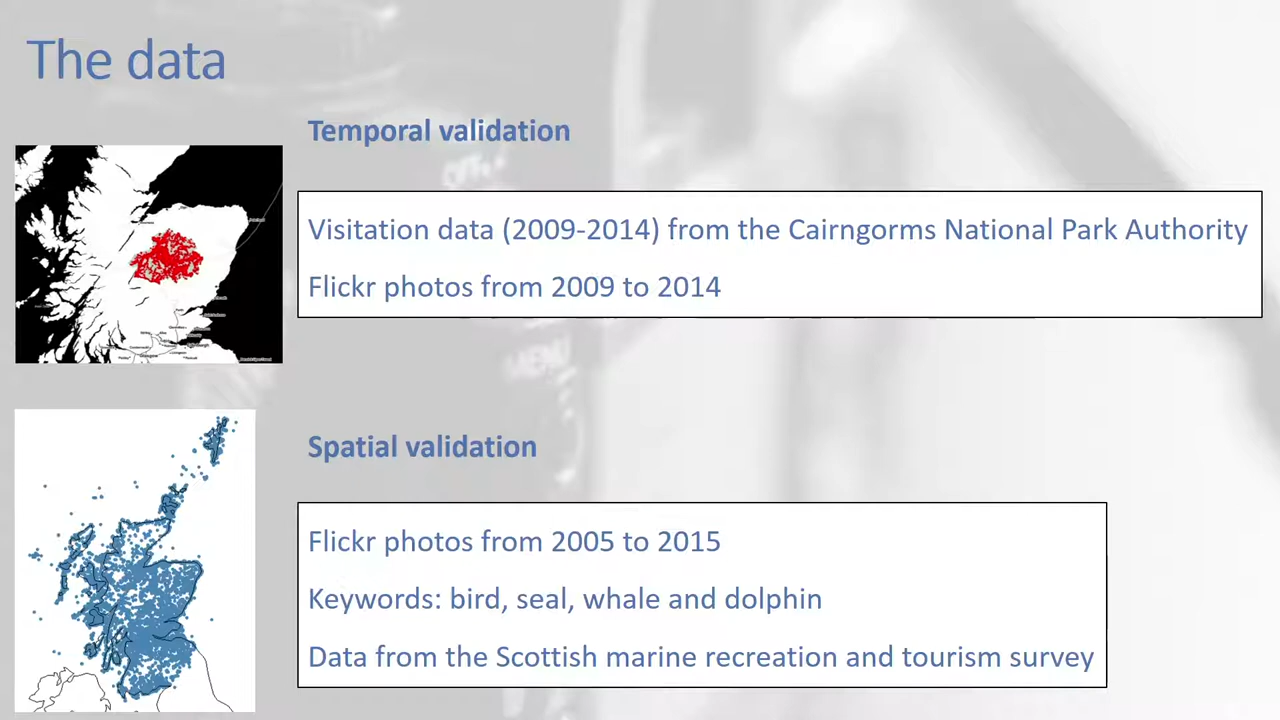 The data
Temporal validation
Visitation data (2009-2014) from the Cairngorms National Park Authority
Flickr photos from 2009 to 2014
MENU
Spatial validation
Flickr photos from 2005 to 2015
Keywords: bird, seal, whale and dolphin
Data from the Scottish marine recreation and tourism survey